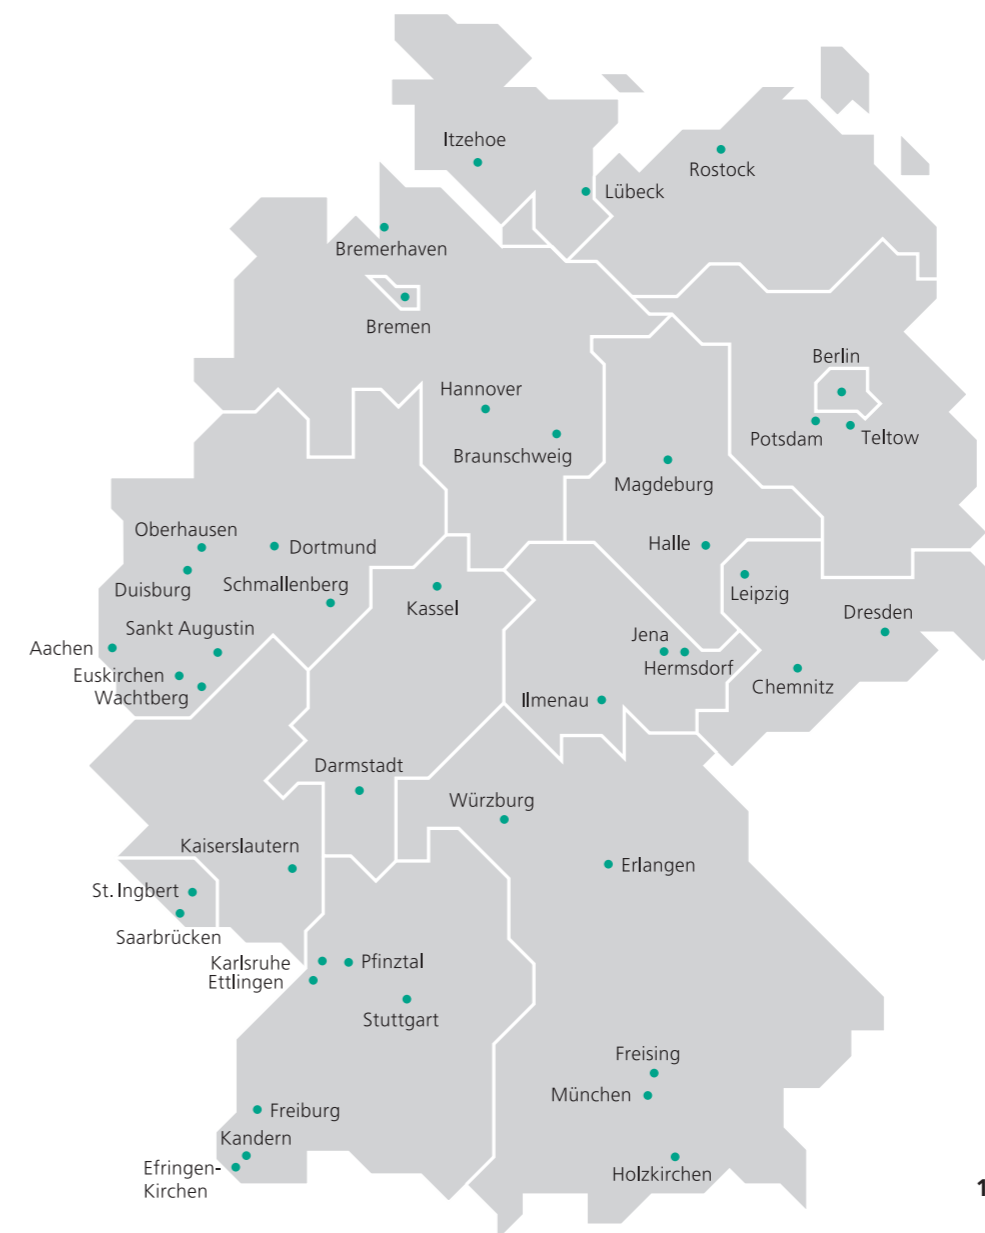 Itzehoe
Rostock
Lübeck
Bremerhaven
Bremen
Berlin
Hannover
Potsdam
Teltow
Braunschweig
Magdeburg
Oberhausen
Dortmund
Halle
Duisburg
Schmallenberg
Kassel
Leipzig
Dresden
Sankt Augustin
Aachen
Jena
Hermsdorf
Euskirchen
Wachtberg
Chemnitz
Ilmenau
Darmstadt
Würzburg
Kaiserslautern
Erlangen
St. Ingbert
Saarbrücken
Karlsruhe
Pfinztal
Ettlingen
Stuttgart
Freising
München
Freiburg
Kandern
Efringen-
Kirchen
Holzkirchen
1